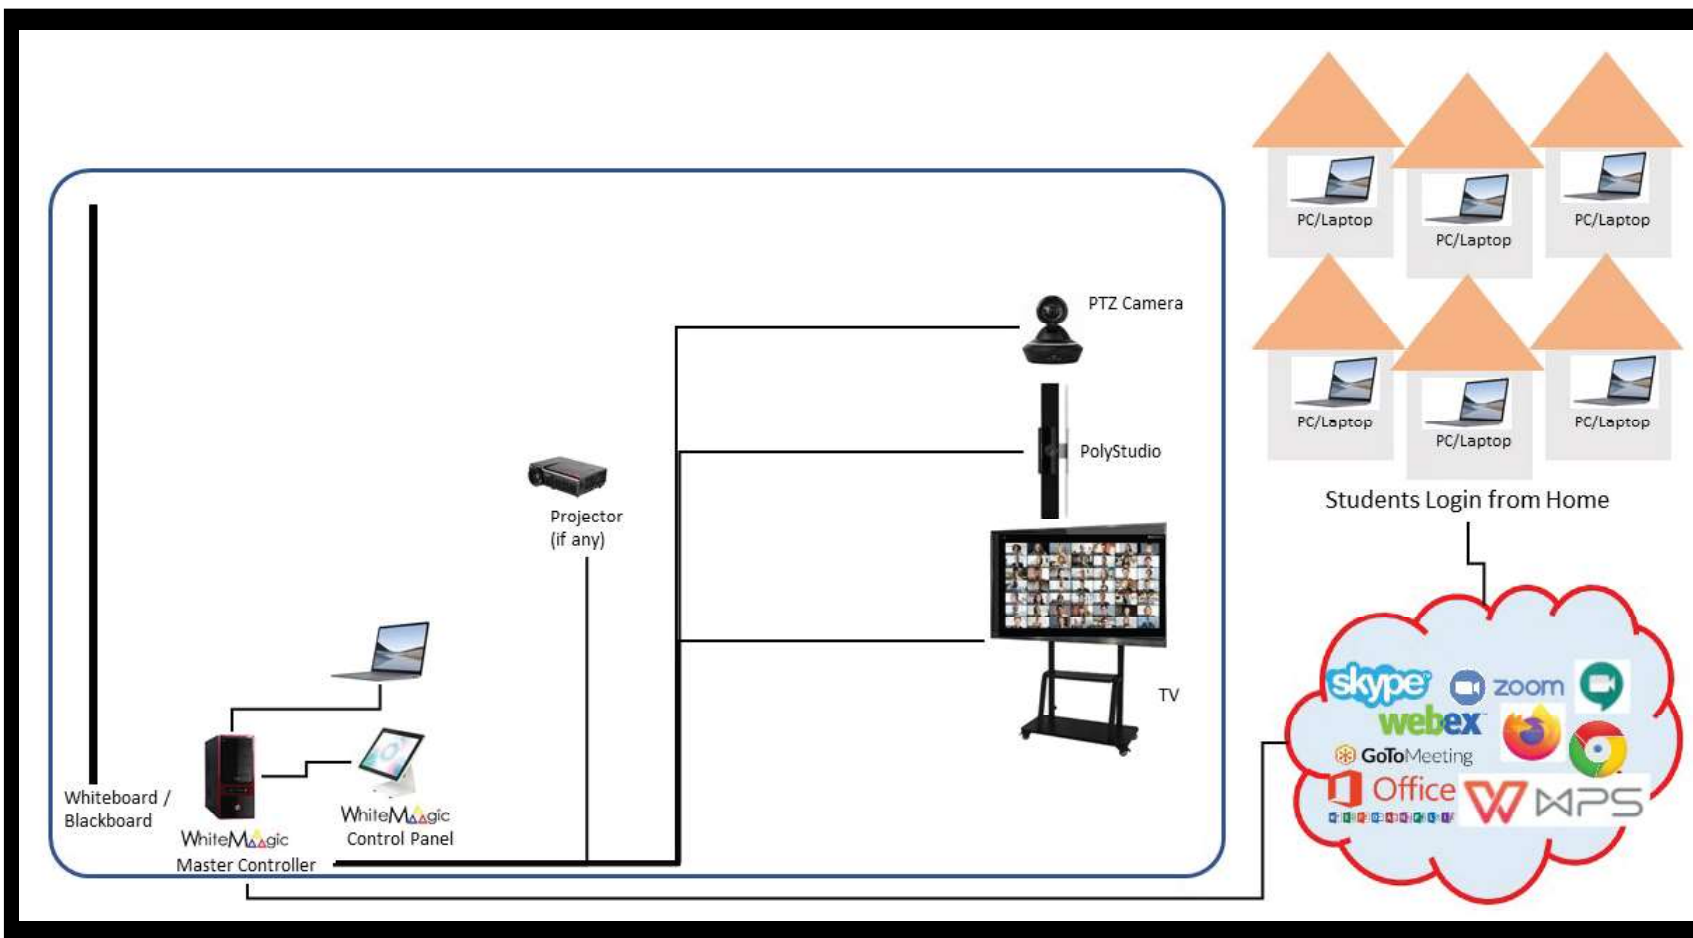 PC/Laptop
PC/Laptop
PC/Laptop
PC/Laptop
PC/Laptop
PC/Laptop
Students Login from Home
PTZ Camera
PolyStudio
Projector
(if any)
TV
Whiteboard /
Blackboard
WhiteMagic
Master Controller
WhiteMagic
Control Panel
skype
zoom
webex
GoToMeeting
Office
WPS